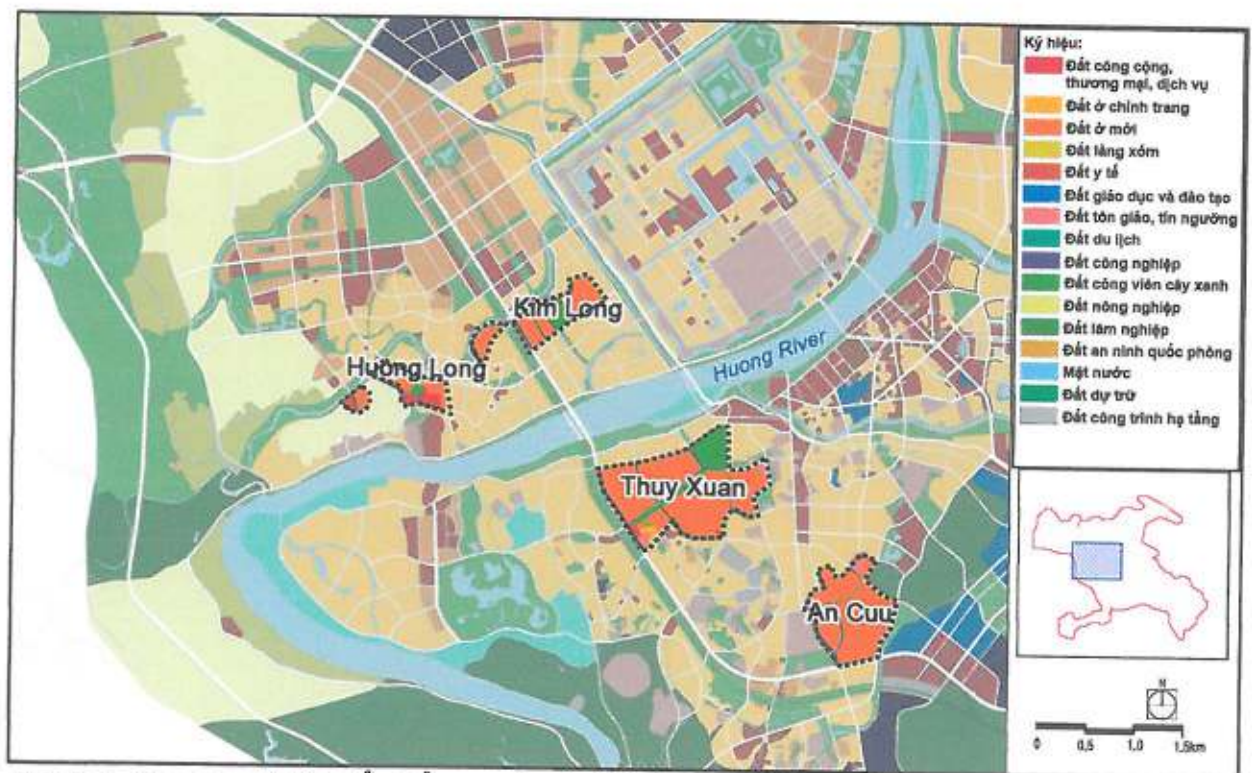 Ký hiệu:
Đất công cộng,
thương mại, dịch vụ
Đất ở chỉnh trang
Đất ở mới
Đất làng xóm
Đất y tế
Đất giáo dục và đào tạo
Đất tôn giáo, tín ngưỡng
Đất du lịch
Đất công nghiệp
Đất công viên cây xanh
Đất nông nghiệp
Đất lâm nghiệp
Đất an ninh quốc phòng
Mặt nước
Đất dự trữ
Đất công trình hạ tầng
Kim Long
Huong Long
Huong River
Thuy Xuan
An Cuu
N
0 0,5 1,0 1,5km